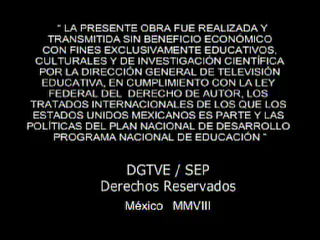 " LA PRESENTE OBRA FUE REALIZADA Y
TRANSMITIDA SIN BENEFICIO ECONÓMICO
CON FINES EXCLUSIVAMENTE EDUCATIVOS,
CULTURALES Y DE INVESTIGACIÓN CIENTÍFICA
POR LA DIRECCIÓN GENERAL DE TELEVISIÓN
EDUCATIVA, EN CUMPLIMIENTO CON LA LEY
FEDERAL DEL DERECHO DE AUTOR, LOS
TRATADOS INTERNACIONALES DE LOS QUE LOS
ESTADOS UNIDOS MEXICANOS ES PARTE Y LAS
POLÍTICAS DEL PLAN NACIONAL DE DESARROLLO
PROGRAMA NACIONAL DE EDUCACIÓN "
DGTVE / SEP
Derechos Reservados
México MMVIII